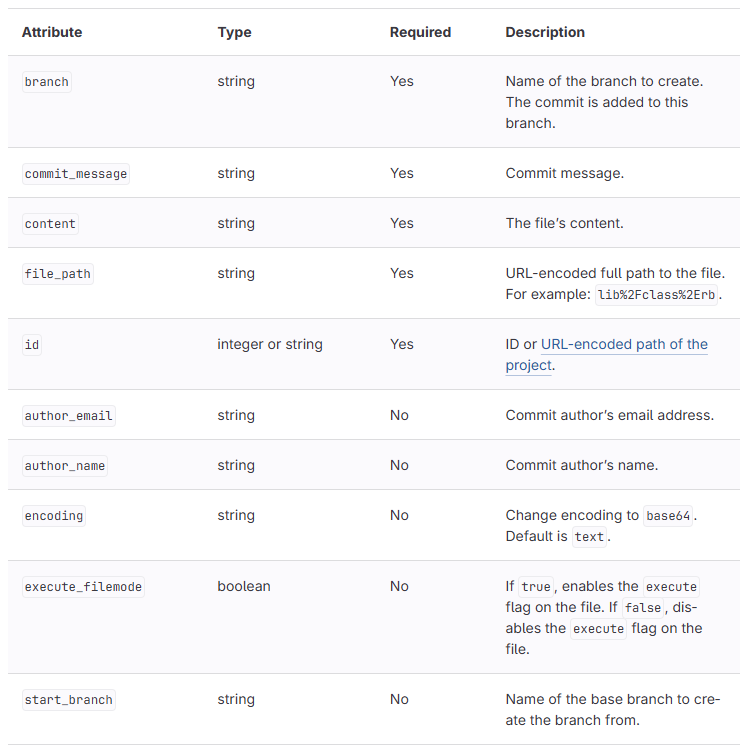 Attribute Type Required Description
branch string Yes Name of the branch to create.
The commit is added to this
branch.
commit_message string Yes Commit message.
content string Yes The file’s content.
file_path string Yes URL-encoded full path to the file.
For example: lib%2Fclass%2Erb.
id integer or string Yes ID or URL-encoded path of the
project.
author_email string No Commit author’s email address.
author_name string No Commit author’s name.
encoding string No Change encoding to base64.
Default is text.
execute_filemode boolean No If true, enables the execute
flag on the file. If false, dis-
ables the execute flag on the
file.
start_branch string No Name of the base branch to cre-
ate the branch from.